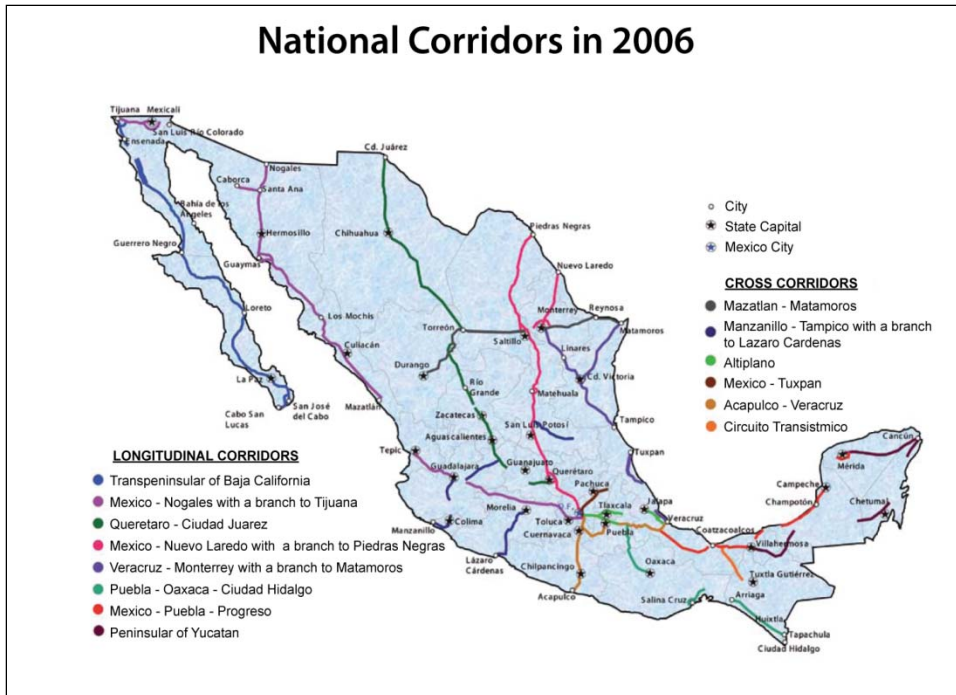 National Corridors in 2006
Tijuana
Mexicali
San Luis Río Colorado
Ensenada
Nogales
Cd. Juárez
Caborca
Santa Ana
Bahía de los
Ángeles
Hermosillo
Chihuahua
Piedras Negras
Guerrero Negro
Guaymas
Nuevo Laredo
Loreto
Los Mochis
Monterrey
Reynosa
Torreón
Saltillo
Matamoros
Culiacán
Linares
Durango
La Paz
Cd. Victoria
Río
Grande
Matehuala
Cabo San
Lucas
San José
del Cabo
Mazatlán
Zacatecas
Tampico
San Luis Potosí
Aguascalientes
Tepic
Guadalajara
Guanajuato
Querétaro
Tuxpan
Cancún
Mérida
Pachuca
Campeche
Morelia
D. F.
Tlaxcala
Jalapa
Champotón
Chetumal
Manzanillo
Colima
Toluca
Veracruz
Coatzacoalcos
Cuernavaca
Puebla
Villahermosa
Lázaro
Cárdenas
Chilpancingo
Oaxaca
Tuxtla Gutiérrez
Acapulco
Salina Cruz
Arriaga
Huixtla
Tapachula
Ciudad Hidalgo
City
State Capital
Mexico City
CROSS CORRIDORS
Mazatlan - Matamoros
Manzanillo - Tampico with a branch
to Lazaro Cardenas
Altiplano
Mexico - Tuxpan
Acapulco - Veracruz
Circuito Transistmico
LONGITUDINAL CORRIDORS
Transpeninsular of Baja California
Mexico - Nogales with a branch to Tijuana
Queretaro - Ciudad Juarez
Mexico - Nuevo Laredo with a branch to Piedras Negras
Veracruz - Monterrey with a branch to Matamoros
Puebla - Oaxaca - Ciudad Hidalgo
Mexico - Puebla - Progreso
Peninsular of Yucatan